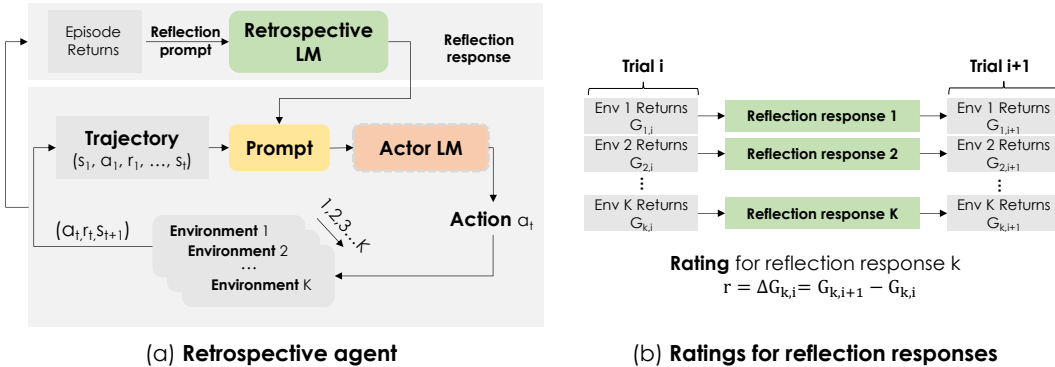 Episode
Returns
Reflection
prompt
Retrospective
LM
Reflection
response
Trajectory
(s₁, a₁, r₁, …, sₜ)
Prompt
Actor LM
Action aₜ
1,2,3…K
(aₜ,rₜ,sₜ₊₁)
Environment 1
Environment 2
...
Environment K
(a) Retrospective agent
Trial i
Trial i+1
Env 1 Returns
G₁,ᵢ
Reflection response 1
Env 1 Returns
G₁,ᵢ₊₁
Env 2 Returns
G₂,ᵢ
Reflection response 2
Env 2 Returns
G₂,ᵢ₊₁
⋮
⋮
Env K Returns
Gₖ,ᵢ
Reflection response K
Env K Returns
Gₖ,ᵢ₊₁
Rating for reflection response k
r = ΔGₖ,ᵢ= Gₖ,ᵢ₊₁ − Gₖ,ᵢ
(b) Ratings for reflection responses